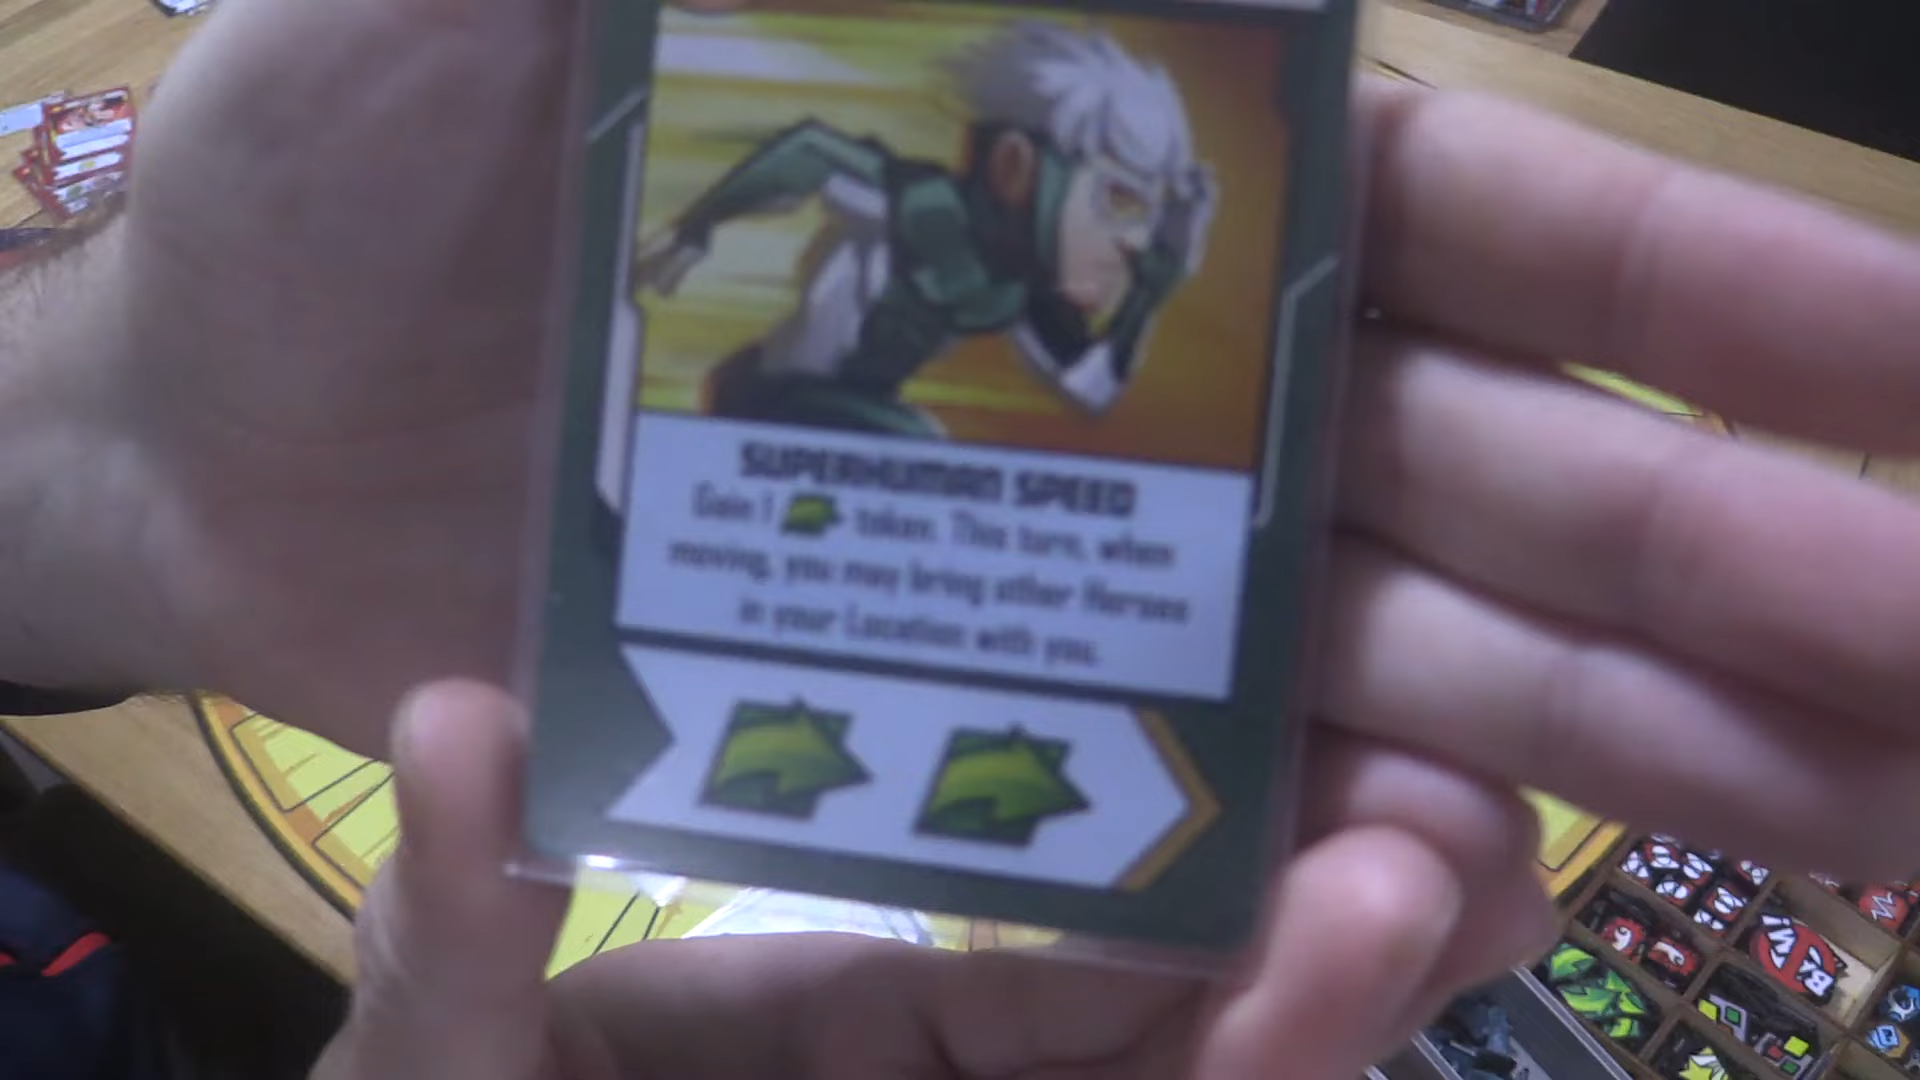 SUPERHUMAN SPEED
Gain 1 token. This turn, when
moving, you may bring other Heroes
in your Location with you.
BAM!